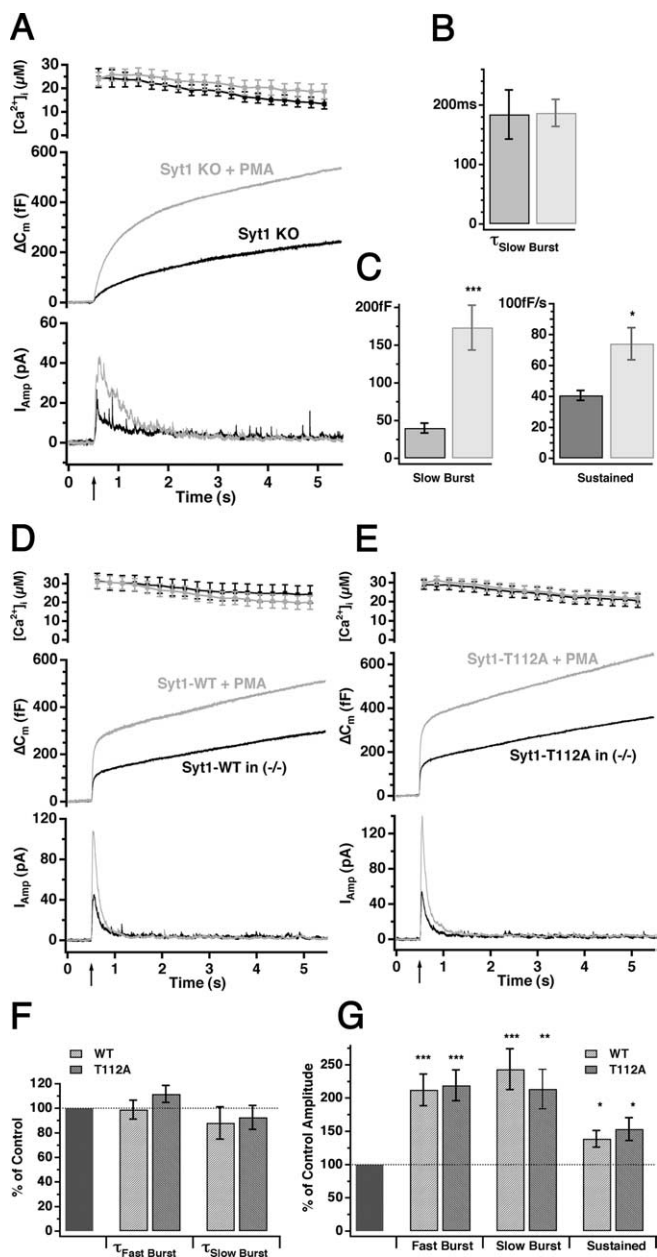 A
30
20
10
0
[Ca²⁺]ᵢ (µM)
600
400
200
0
ΔCₘ (fF)
Syt1 KO + PMA
Syt1 KO
60
40
20
0
I_Amp (pA)
0 1 2 3 4 5
Time (s)
B
200ms
100
0
τ_Slow Burst
C
200fF
150
100
50
0
***
Slow Burst
100fF/s
80
60
40
20
0
*
Sustained
D
30
20
10
0
[Ca²⁺]ᵢ (µM)
600
400
200
0
ΔCₘ (fF)
Syt1-WT + PMA
Syt1-WT in (-/-)
120
80
40
0
I_Amp (pA)
0 1 2 3 4 5
Time (s)
E
30
20
10
0
[Ca²⁺]ᵢ (µM)
600
400
200
0
ΔCₘ (fF)
Syt1-T112A + PMA
Syt1-T112A in (-/-)
120
80
40
0
I_Amp (pA)
0 1 2 3 4 5
Time (s)
F
WT
T112A
120
100
80
60
40
20
0
% of Control
τ_Fast Burst τ_Slow Burst
G
WT
T112A
250
200
150
100
50
0
% of Control Amplitude
*** *** *** ** * *
Fast Burst Slow Burst Sustained